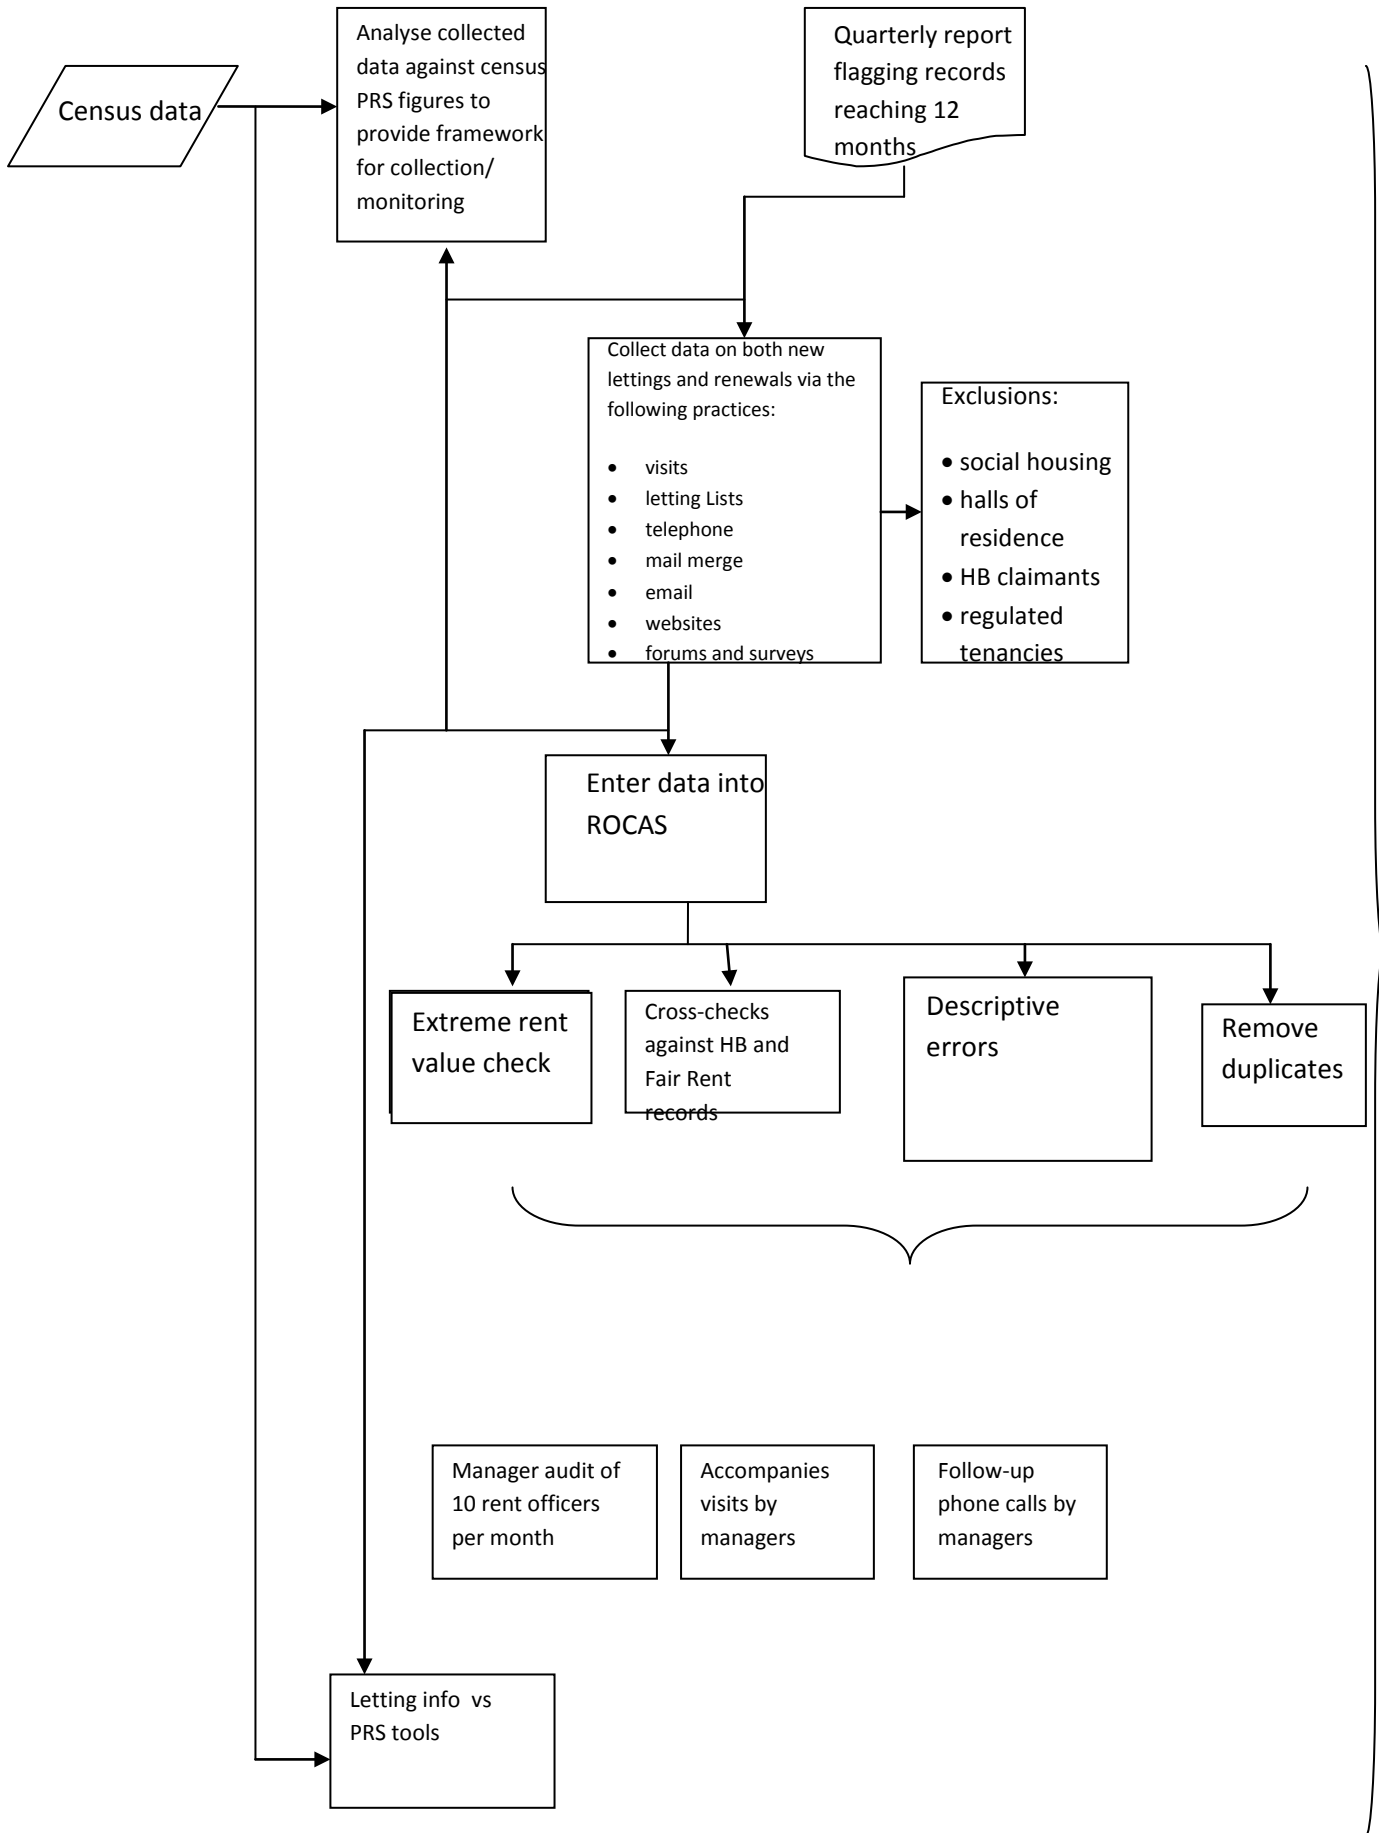 Census data
Analyse collected
data against census
PRS figures to
provide framework
for collection/
monitoring
Quarterly report
flagging records
reaching 12
months
Collect data on both new
lettings and renewals via the
following practices:
• visits
• letting Lists
• telephone
• mail merge
• email
• websites
• forums and surveys
Exclusions:
• social housing
• halls of
residence
• HB claimants
• regulated
tenancies
Enter data into
ROCAS
Extreme rent
value check
Cross-checks
against HB and
Fair Rent
records
Descriptive
errors
Remove
duplicates
Manager audit of
10 rent officers
per month
Accompanies
visits by
managers
Follow-up
phone calls by
managers
Letting info  vs
PRS tools